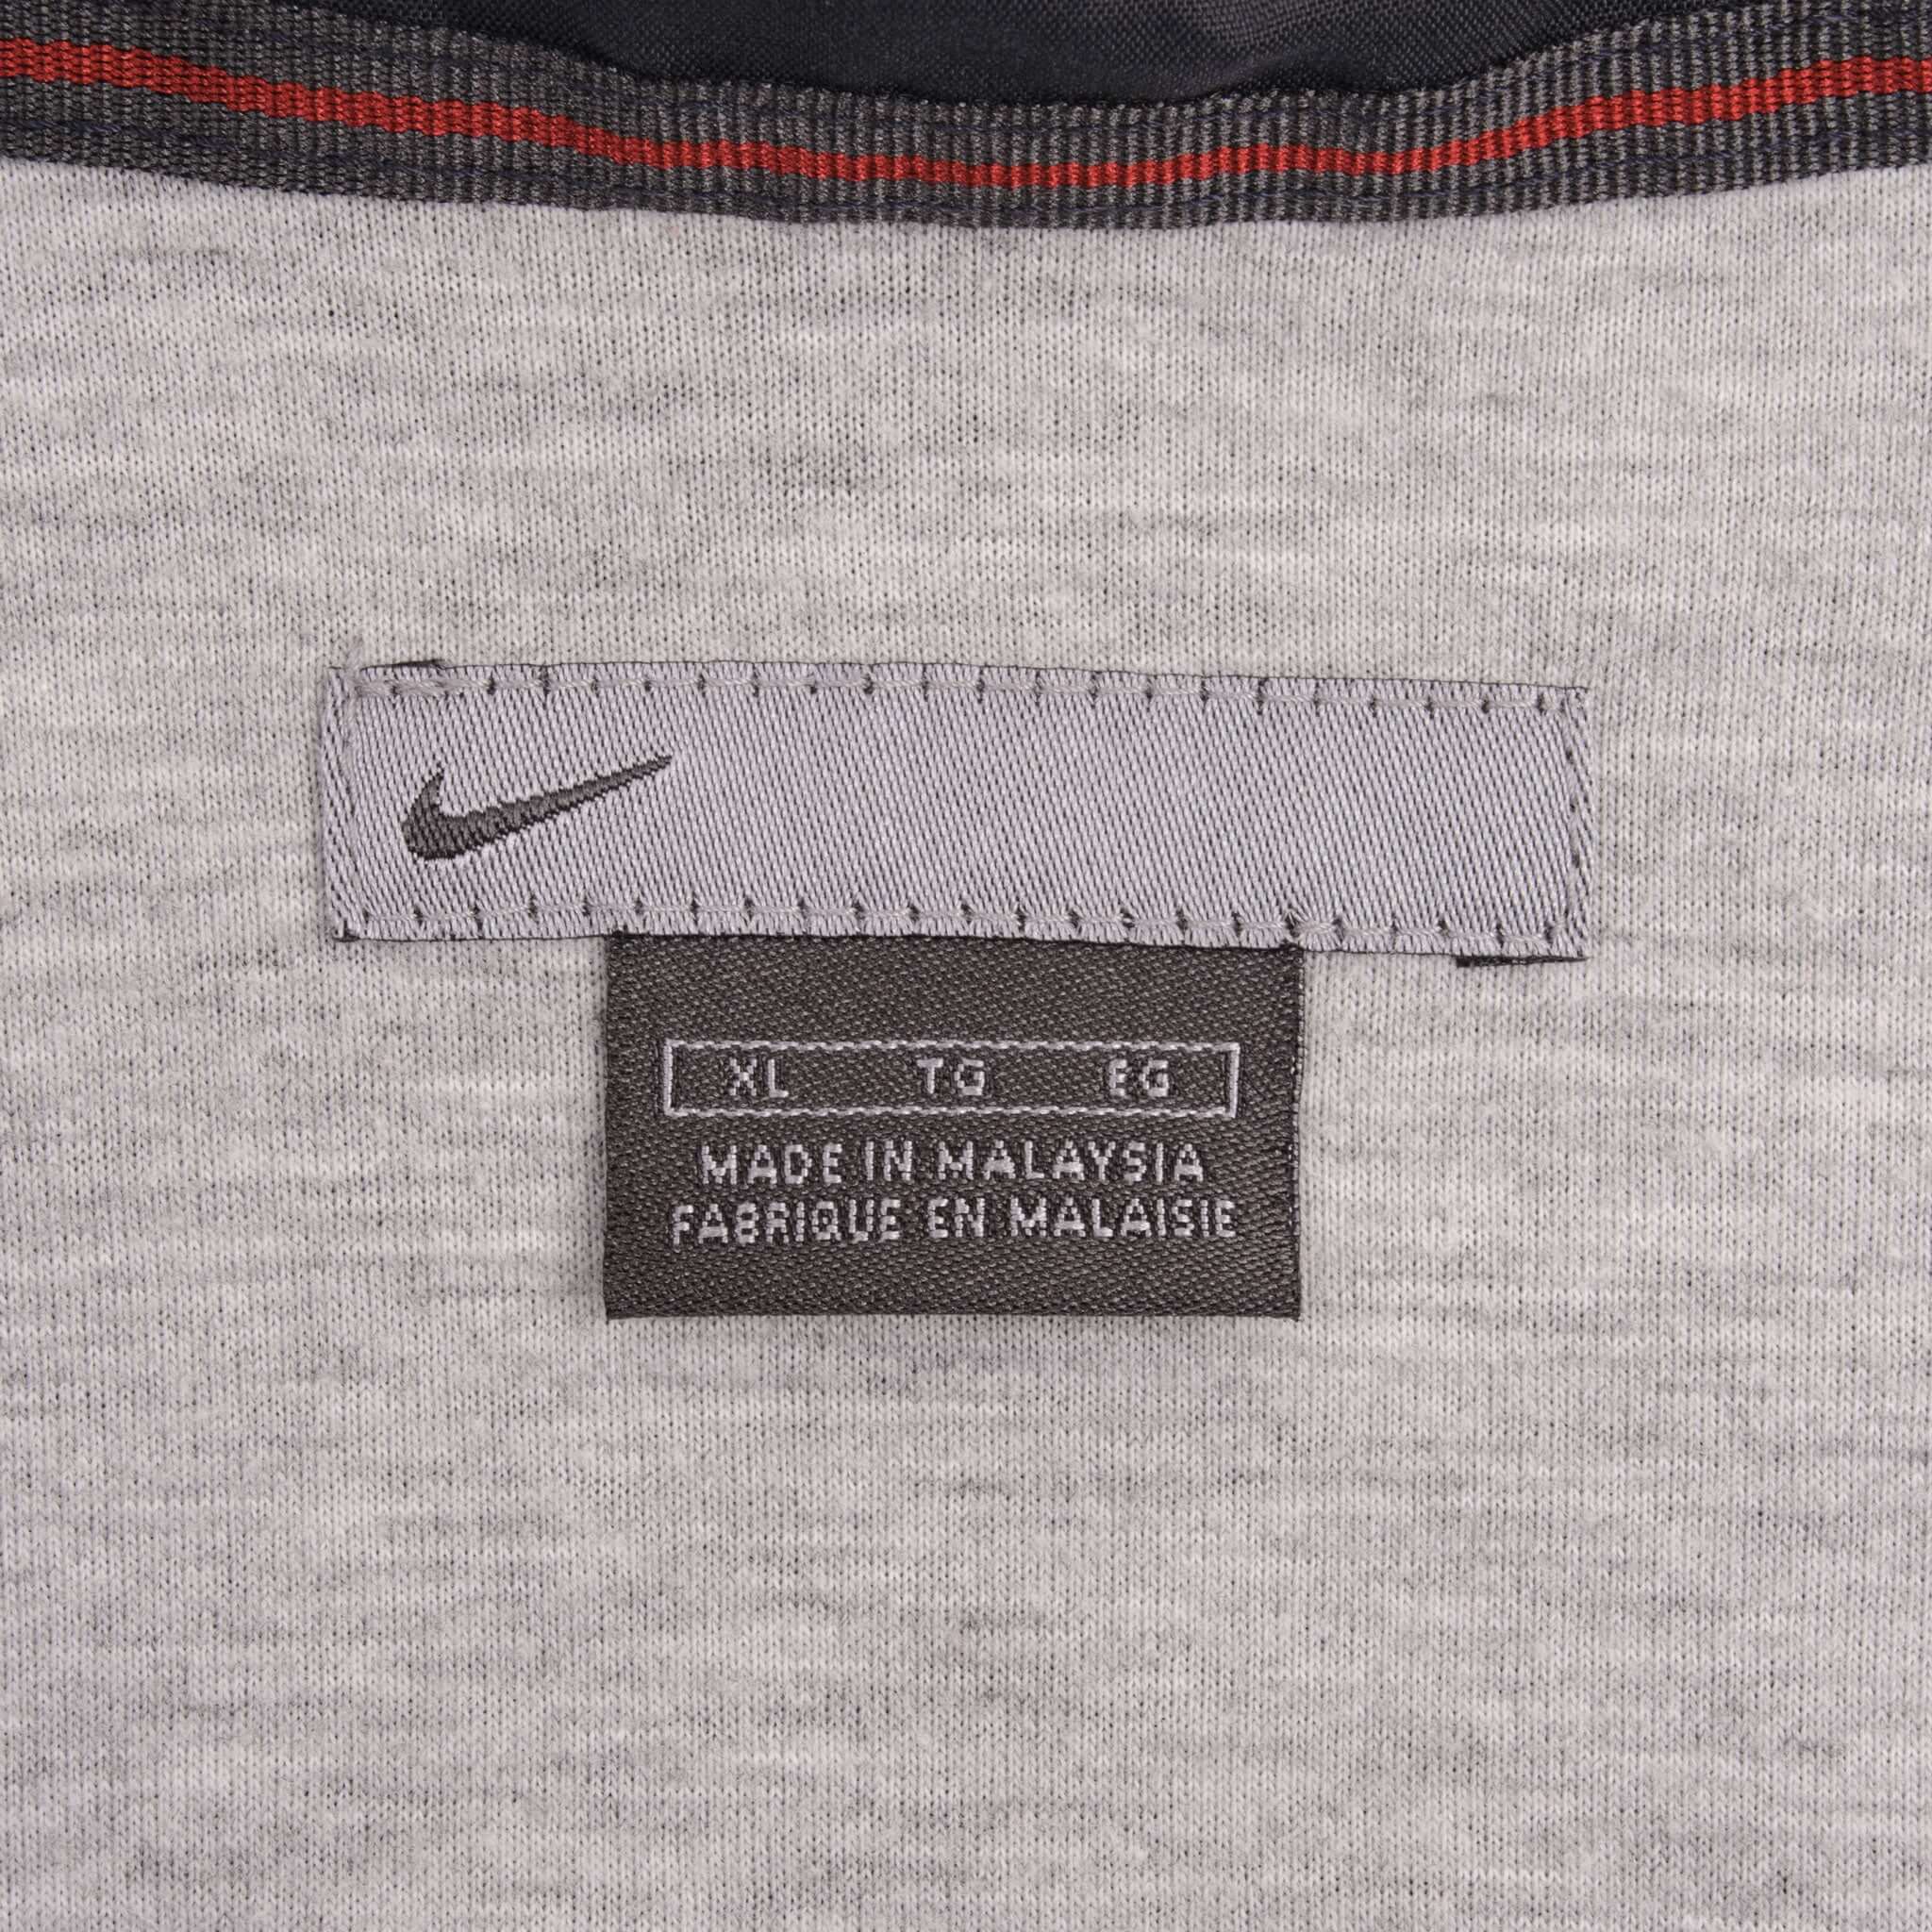 XL TG EG
MADE IN MALAYSIA
FABRIQUE EN MALAISIE